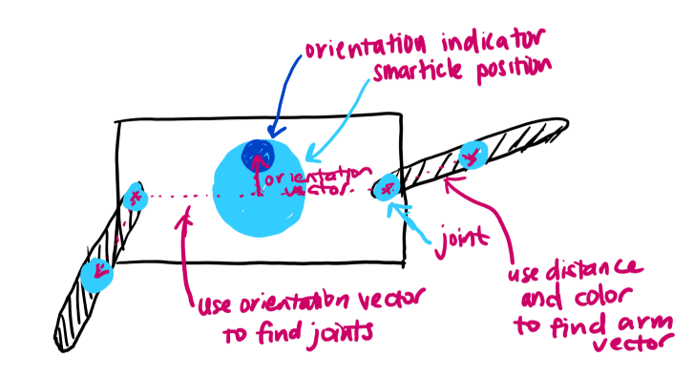 orientation indicator
smarticle position
orientation
vector
joint
use orientation vector
to find joints
use distance
and color
to find arm
vector